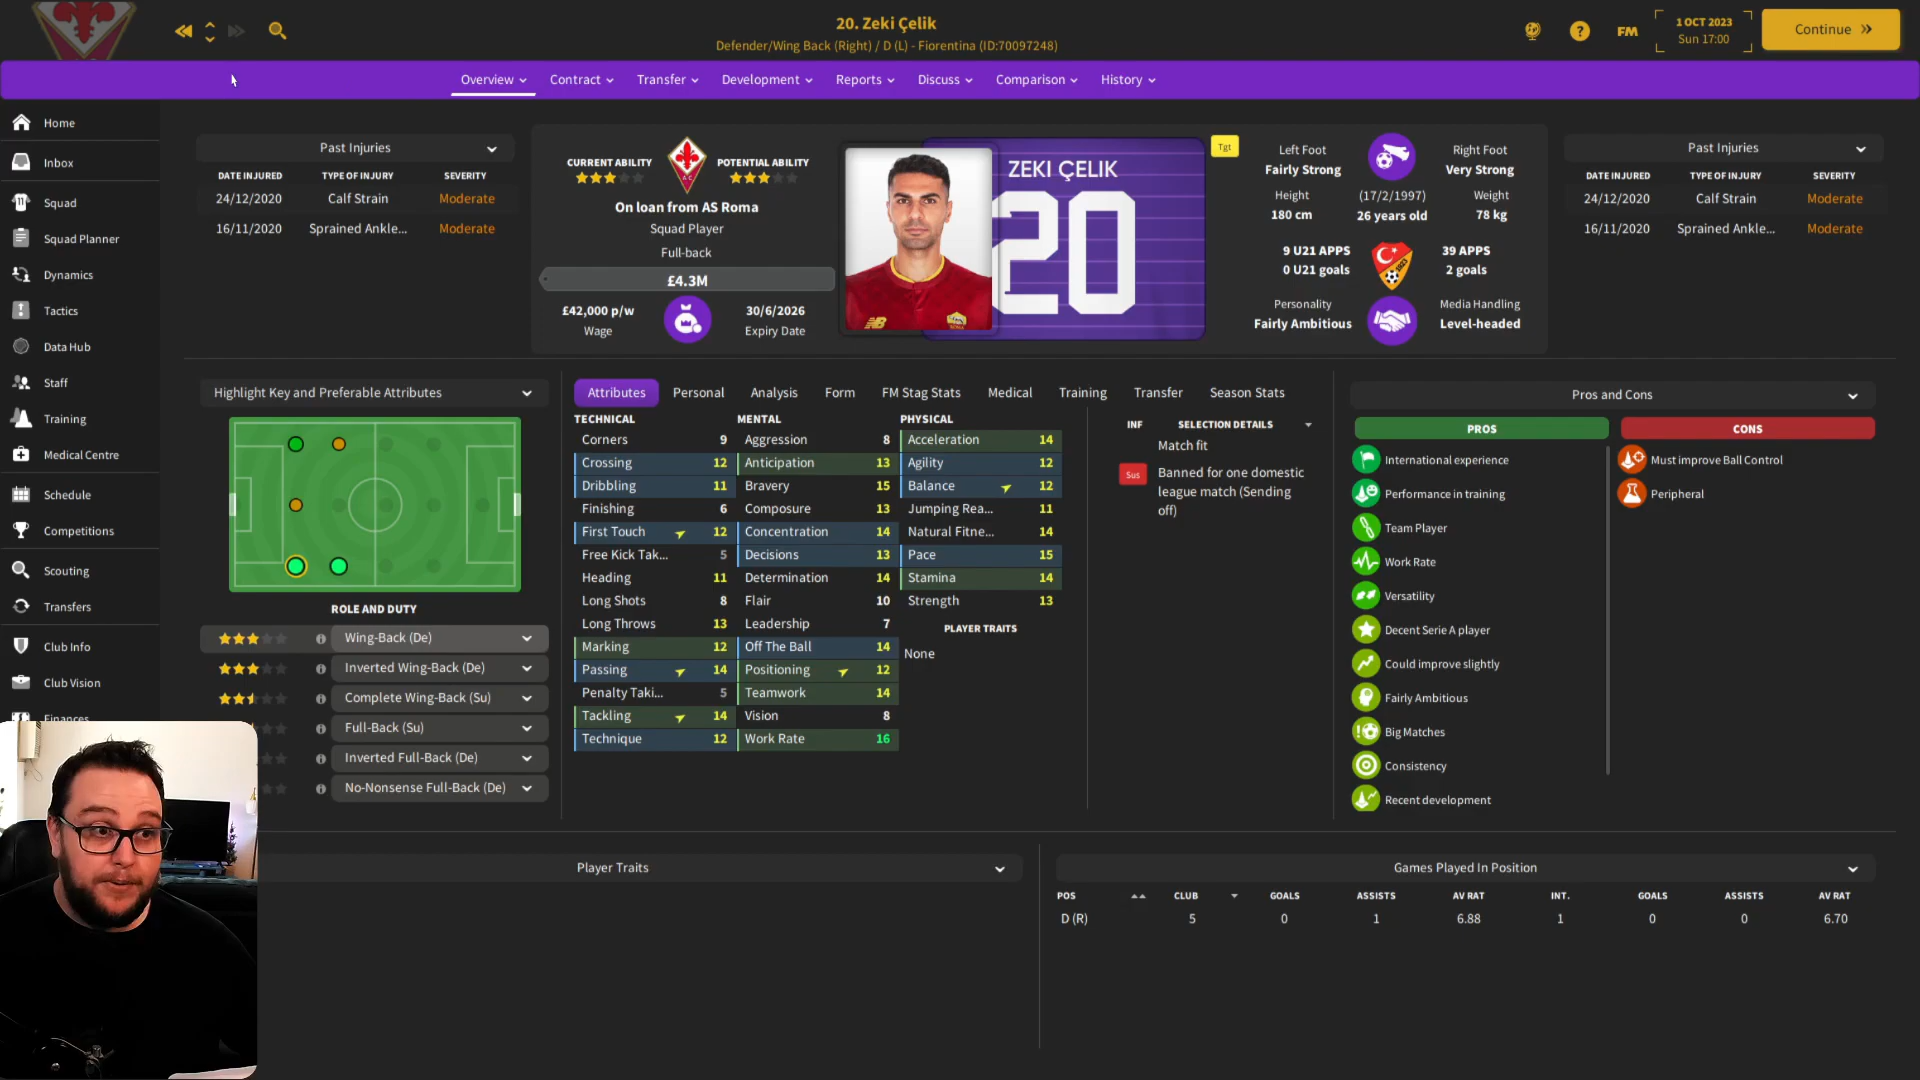 20. Zeki Çelik
Defender/Wing Back (Right) / D (L) - Fiorentina (ID:70097248)
FM
1 OCT 2023
Sun 17:00
Continue
Overview Contract Transfer Development Reports Discuss Comparison History
Home
Inbox
Squad
Squad Planner
Dynamics
Tactics
Data Hub
Staff
Training
Medical Centre
Schedule
Competitions
Scouting
Transfers
Club Info
Club Vision
Finances
Past Injuries
DATE INJURED TYPE OF INJURY SEVERITY
24/12/2020 Calf Strain Moderate
16/11/2020 Sprained Ankle... Moderate
CURRENT ABILITY
POTENTIAL ABILITY
On loan from AS Roma
Squad Player
Full-back
£4.3M
£42,000 p/w
Wage
30/6/2026
Expiry Date
ZEKI ÇELIK
20
Tgt
Left Foot
Fairly Strong
Right Foot
Very Strong
Height
180 cm
(17/2/1997)
26 years old
Weight
78 kg
9 U21 APPS
0 U21 goals
39 APPS
2 goals
Personality
Fairly Ambitious
Media Handling
Level-headed
Past Injuries
DATE INJURED TYPE OF INJURY SEVERITY
24/12/2020 Calf Strain Moderate
16/11/2020 Sprained Ankle... Moderate
Highlight Key and Preferable Attributes
ROLE AND DUTY
Wing-Back (De)
Inverted Wing-Back (De)
Complete Wing-Back (Su)
Full-Back (Su)
Inverted Full-Back (De)
No-Nonsense Full-Back (De)
Attributes Personal Analysis Form FM Stag Stats Medical Training Transfer Season Stats
TECHNICAL
Corners 9
Crossing 12
Dribbling 11
Finishing 6
First Touch 12
Free Kick Tak... 5
Heading 11
Long Shots 8
Long Throws 13
Marking 12
Passing 14
Penalty Taki... 5
Tackling 14
Technique 12
MENTAL
Aggression 8
Anticipation 13
Bravery 15
Composure 13
Concentration 14
Decisions 13
Determination 14
Flair 10
Leadership 7
Off The Ball 14
Positioning 12
Teamwork 14
Vision 8
Work Rate 16
PHYSICAL
Acceleration 14
Agility 12
Balance 12
Jumping Rea... 11
Natural Fitne... 14
Pace 15
Stamina 14
Strength 13
PLAYER TRAITS
None
INF SELECTION DETAILS
Match fit
Sus
Banned for one domestic
league match (Sending
off)
Pros and Cons
PROS
International experience
Performance in training
Team Player
Work Rate
Versatility
Decent Serie A player
Could improve slightly
Fairly Ambitious
Big Matches
Consistency
Recent development
CONS
Must improve Ball Control
Peripheral
Player Traits
Games Played In Position
POS CLUB GOALS ASSISTS AV RAT INT. GOALS ASSISTS AV RAT
D (R) 5 0 1 6.88 1 0 0 6.70